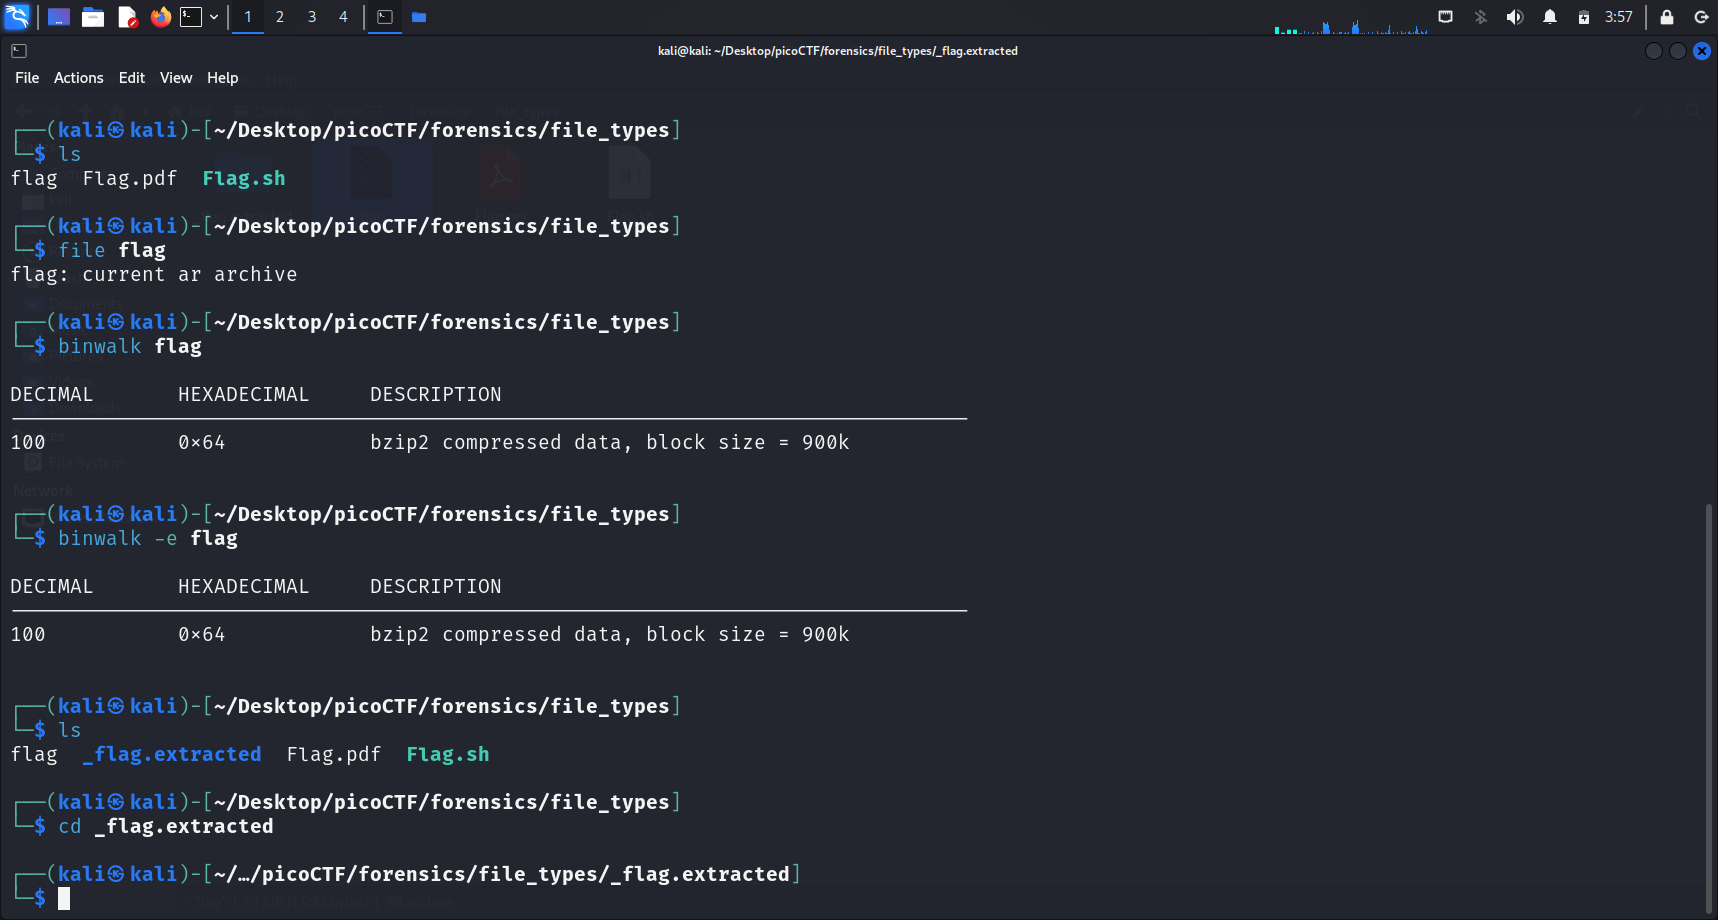 1 2 3 4 3:57
kali@kali: ~/Desktop/picoCTF/forensics/file_types/_flag.extracted
File Actions Edit View Help
┌──(kali㉿kali)-[~/Desktop/picoCTF/forensics/file_types]
└─$ ls
flag Flag.pdf Flag.sh
┌──(kali㉿kali)-[~/Desktop/picoCTF/forensics/file_types]
└─$ file flag
flag: current ar archive
┌──(kali㉿kali)-[~/Desktop/picoCTF/forensics/file_types]
└─$ binwalk flag
DECIMAL HEXADECIMAL DESCRIPTION
100 0×64 bzip2 compressed data, block size = 900k
┌──(kali㉿kali)-[~/Desktop/picoCTF/forensics/file_types]
└─$ binwalk -e flag
DECIMAL HEXADECIMAL DESCRIPTION
100 0×64 bzip2 compressed data, block size = 900k
┌──(kali㉿kali)-[~/Desktop/picoCTF/forensics/file_types]
└─$ ls
flag _flag.extracted Flag.pdf Flag.sh
┌──(kali㉿kali)-[~/Desktop/picoCTF/forensics/file_types]
└─$ cd _flag.extracted
┌──(kali㉿kali)-[~/…/picoCTF/forensics/file_types/_flag.extracted]
└─$